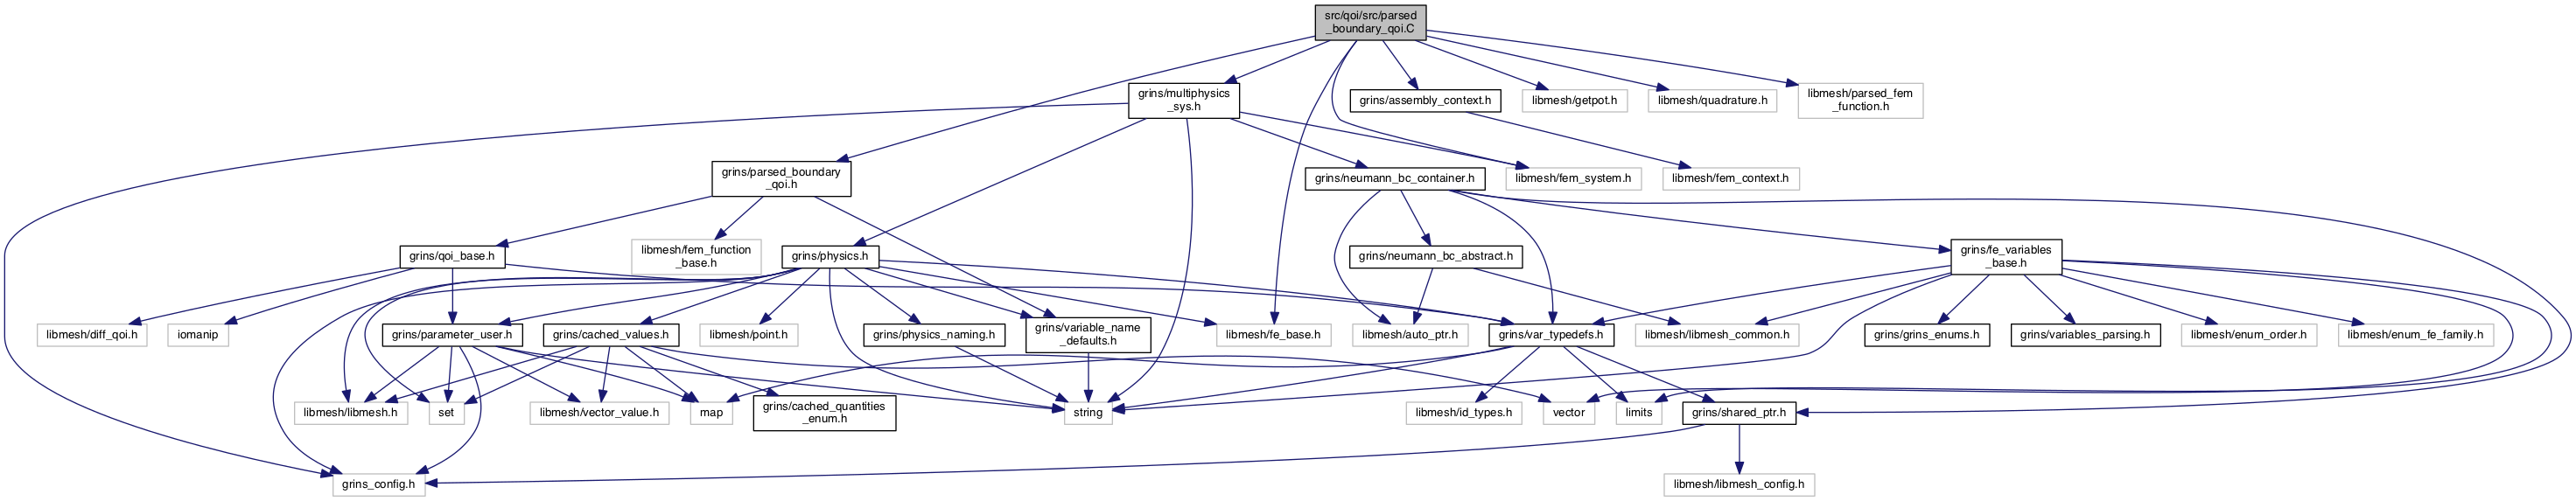 src/qoi/src/parsed
_boundary_qoi.C
grins/multiphysics
_sys.h
grins/assembly_context.h
libmesh/getpot.h
libmesh/quadrature.h
libmesh/parsed_fem
_function.h
grins/parsed_boundary
_qoi.h
grins/neumann_bc_container.h
libmesh/fem_system.h
libmesh/fem_context.h
grins/qoi_base.h
libmesh/fem_function
_base.h
grins/physics.h
grins/neumann_bc_abstract.h
grins/fe_variables
_base.h
libmesh/diff_qoi.h
iomanip
grins/parameter_user.h
grins/cached_values.h
libmesh/point.h
grins/physics_naming.h
grins/variable_name
_defaults.h
libmesh/fe_base.h
libmesh/auto_ptr.h
grins/var_typedefs.h
libmesh/libmesh_common.h
grins/grins_enums.h
grins/variables_parsing.h
libmesh/enum_order.h
libmesh/enum_fe_family.h
libmesh/libmesh.h
set
libmesh/vector_value.h
map
grins/cached_quantities
_enum.h
string
libmesh/id_types.h
vector
limits
grins/shared_ptr.h
grins_config.h
libmesh/libmesh_config.h